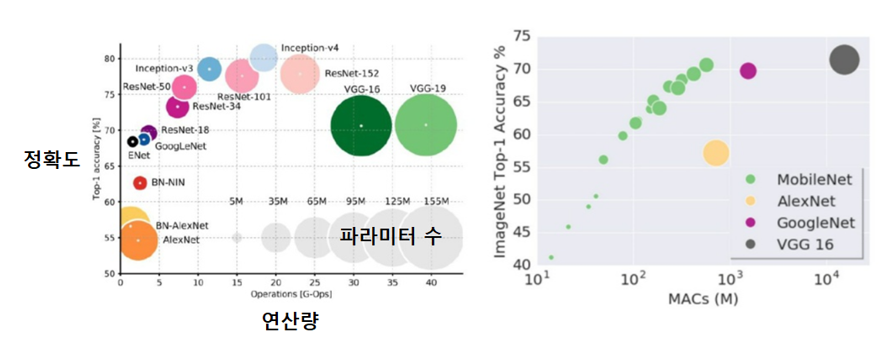 정확도
Top-1 accuracy [%]
80
75
70
65
60
55
50
Inception-v4
Inception-v3
ResNet-50
ResNet-101
ResNet-152
ResNet-34
VGG-16
VGG-19
ResNet-18
GoogLeNet
ENet
BN-NIN
5M 35M 65M 95M 125M 155M
BN-AlexNet
AlexNet
파라미터 수
0 5 10 15 20 25 30 35 40
Operations [G-Ops]
연산량
ImageNet Top-1 Accuracy %
75
70
65
60
55
50
45
40
MobileNet
AlexNet
GoogleNet
VGG 16
10¹ 10² 10³ 10⁴
MACs (M)